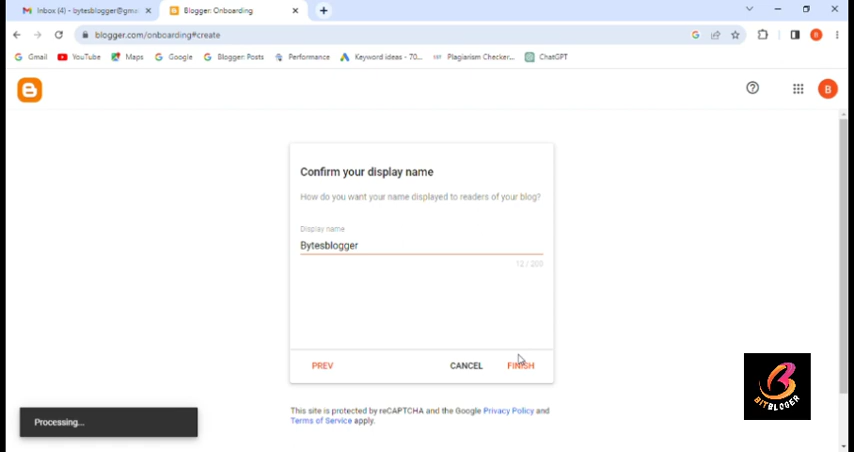 Inbox (4) - bytesblogger@gma
Blogger: Onboarding
blogger.com/onboarding#create
B
Gmail
YouTube
Maps
Google
Blogger: Posts
Performance
Keyword ideas - 70...
Plagiarism Checker...
ChatGPT
B
Confirm your display name
How do you want your name displayed to readers of your blog?
Display name
Bytesblogger
12 / 200
PREV
CANCEL
FINISH
This site is protected by reCAPTCHA and the Google Privacy Policy and
Terms of Service apply.
Processing...
BITBLOGER